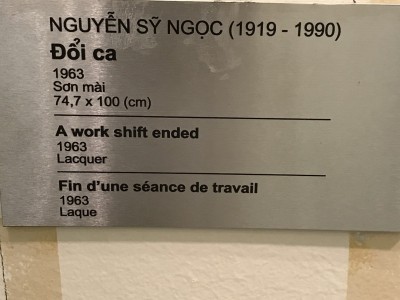 NGUYỄN SỸ NGỌC (1919 - 1990)
Đổi ca
1963
Sơn mài
74,7 x 100 (cm)
A work shift ended
1963
Lacquer
Fin d'une séance de travail
1963
Laque